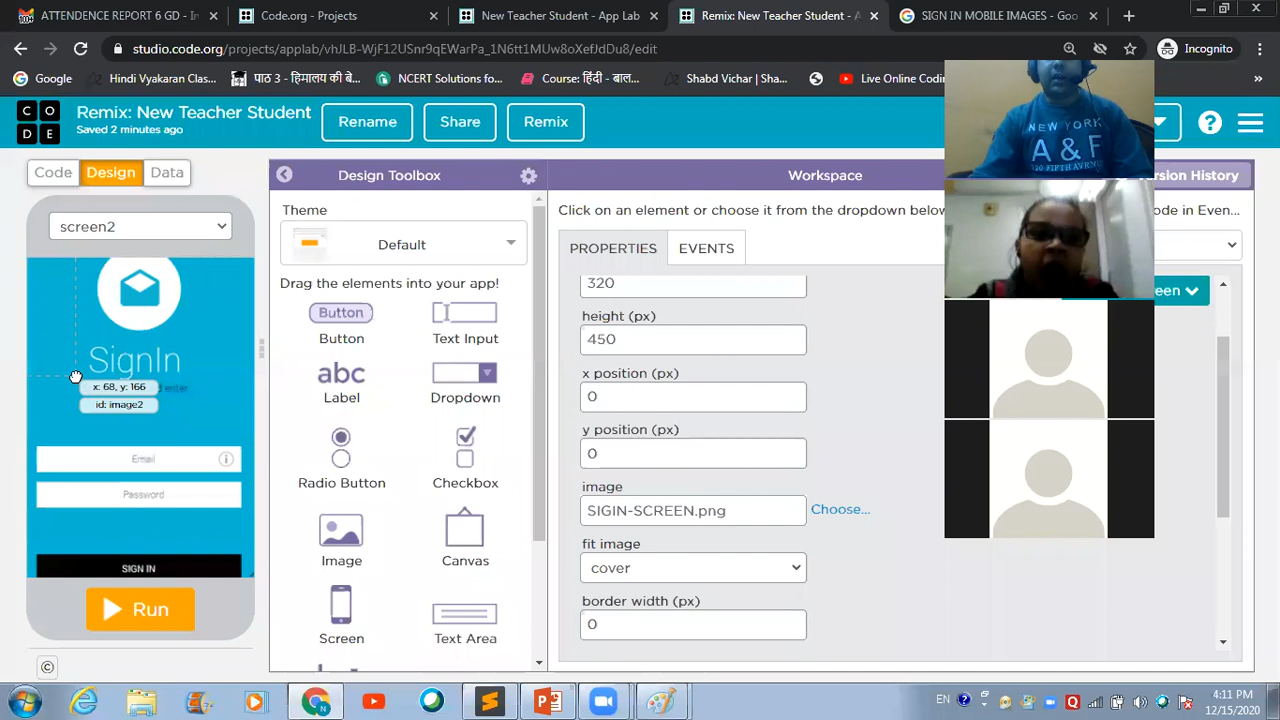 ATTENDENCE REPORT 6 GD - In
Code.org - Projects
New Teacher Student - App Lab
Remix: New Teacher Student - A
SIGN IN MOBILE IMAGES - Goo
studio.code.org/projects/applab/vhJLB-WjF12USnr9qEWarPa_1N6tt1MUw8oXefJdDu8/edit
Incognito
Google
Hindi Vyakaran Clas...
पाठ 3 - हिमालय की बे...
NCERT Solutions fo...
Course: हिंदी - बाल...
Shabd Vichar | Sha...
Live Online Codin
»
C O D E
Remix: New Teacher Student
Saved 2 minutes ago
Rename
Share
Remix
NEW YORK
A & F
Code
Design
Data
Design Toolbox
Workspace
ersion History
screen2
Theme
Default
Click on an element or choose it from the dropdown belo
ode in Even...
PROPERTIES
EVENTS
Drag the elements into your app!
320
een
Button
Button
Text Input
height (px)
450
SignIn
x: 68, y: 166
enter
id: image2
abc
Label
Dropdown
x position (px)
0
y position (px)
0
Email
Password
Radio Button
Checkbox
image
SIGIN-SCREEN.png
Choose...
Image
Canvas
fit image
cover
SIGN IN
Run
Screen
Text Area
border width (px)
0
EN
4:11 PM
12/15/2020